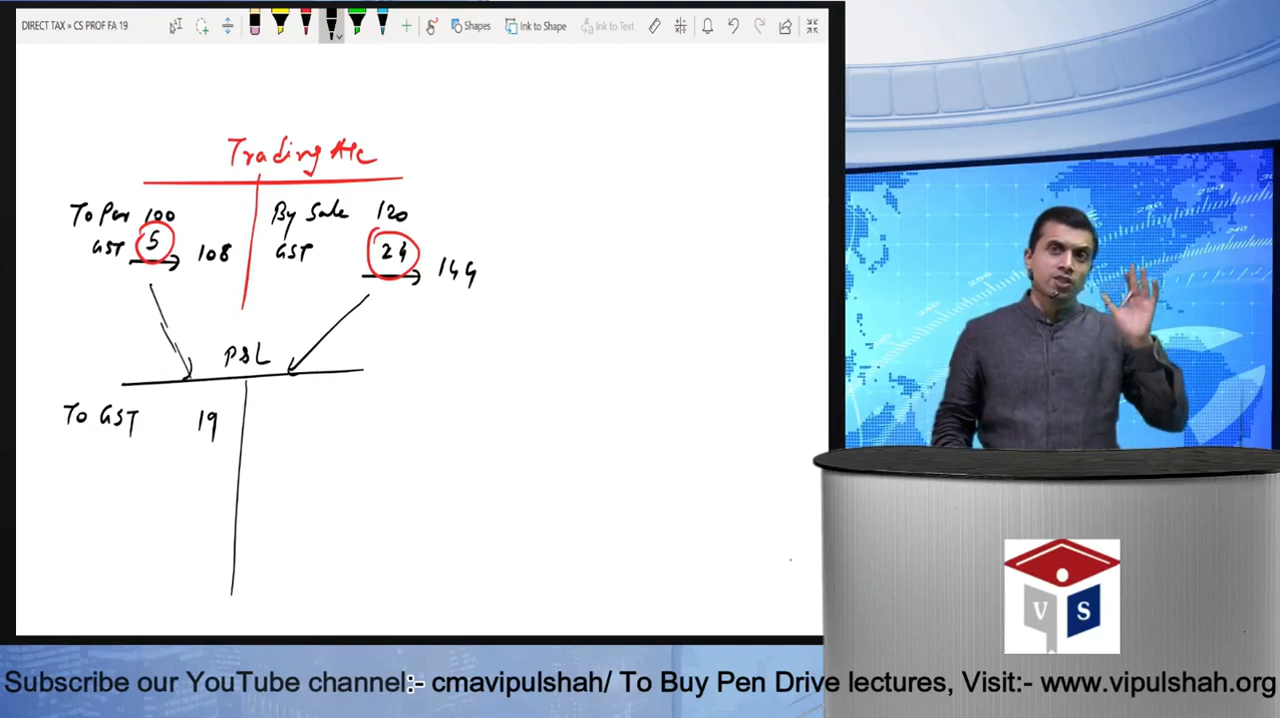 DIRECT TAX » CS PROF FA 19
Shapes
Ink to Shape
Ink to Text
Trading A/c
To Pur 100
By Sale 120
GST 5 108
GST 24 144
P&L
To GST 19
V S
Subscribe our YouTube channel:- cmavipulshah/ To Buy Pen Drive lectures, Visit:- www.vipulshah.org